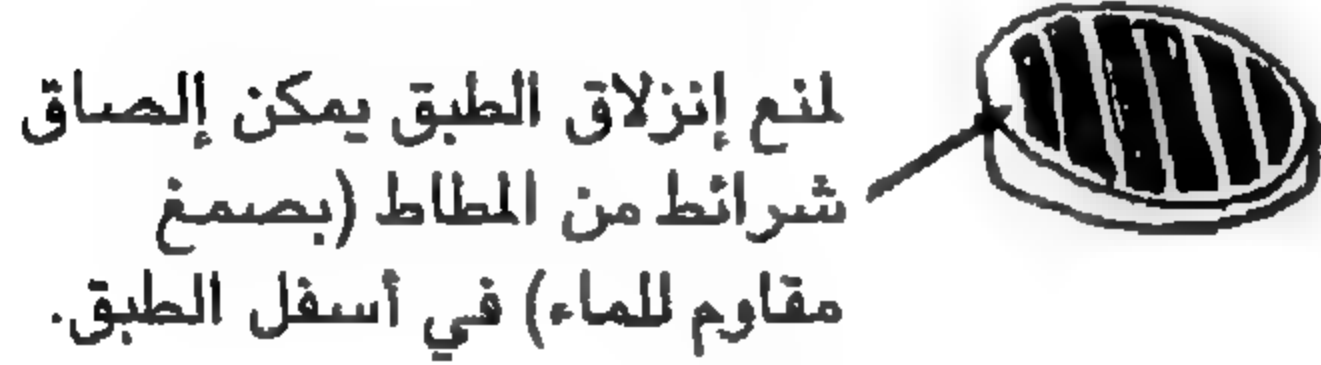 لمنع إنزلاق الطبق يمكن إلصاق
شرائط من المطاط (بصمغ
مقاوم للماء) في أسفل الطبق.